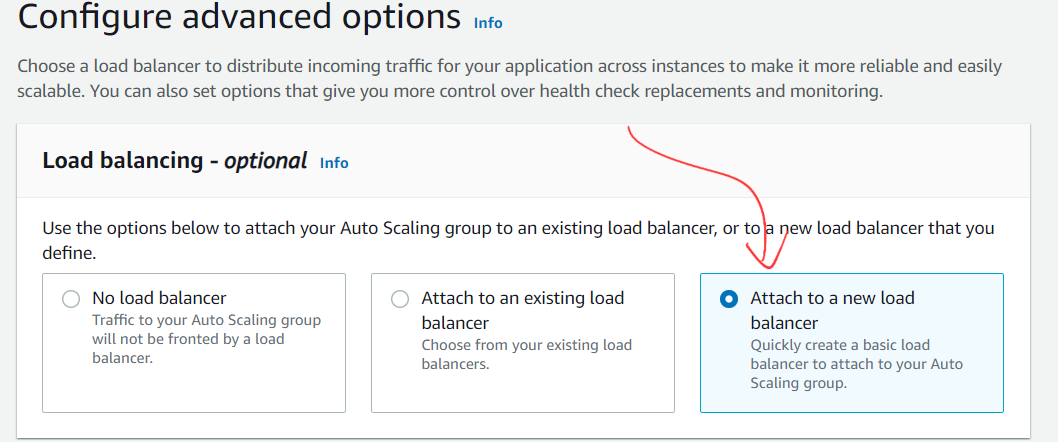 Configure advanced options Info
Choose a load balancer to distribute incoming traffic for your application across instances to make it more reliable and easily
scalable. You can also set options that give you more control over health check replacements and monitoring.
Load balancing - optional Info
Use the options below to attach your Auto Scaling group to an existing load balancer, or to a new load balancer that you
define.
No load balancer
Traffic to your Auto Scaling group
will not be fronted by a load
balancer.
Attach to an existing load
balancer
Choose from your existing load
balancers.
Attach to a new load
balancer
Quickly create a basic load
balancer to attach to your Auto
Scaling group.